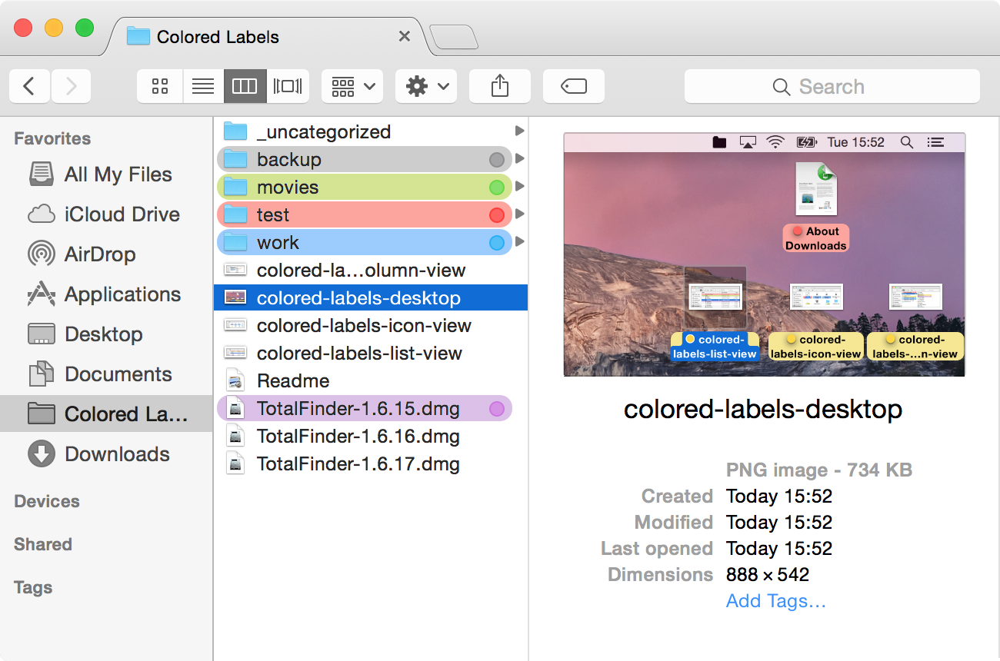 Colored Labels
Search
Favorites
All My Files
iCloud Drive
AirDrop
Applications
Desktop
Documents
Colored La...
Downloads
Devices
Shared
Tags
_uncategorized
backup
movies
test
work
colored-la...olumn-view
colored-labels-desktop
colored-labels-icon-view
colored-labels-list-view
Readme
TotalFinder-1.6.15.dmg
TotalFinder-1.6.16.dmg
TotalFinder-1.6.17.dmg
Tue 15:52
About
Downloads
colored-
labels-list-view
colored-
labels-icon-view
colored-
labels-...n-view
colored-labels-desktop
PNG image - 734 KB
Created Today 15:52
Modified Today 15:52
Last opened Today 15:52
Dimensions 888 × 542
Add Tags...